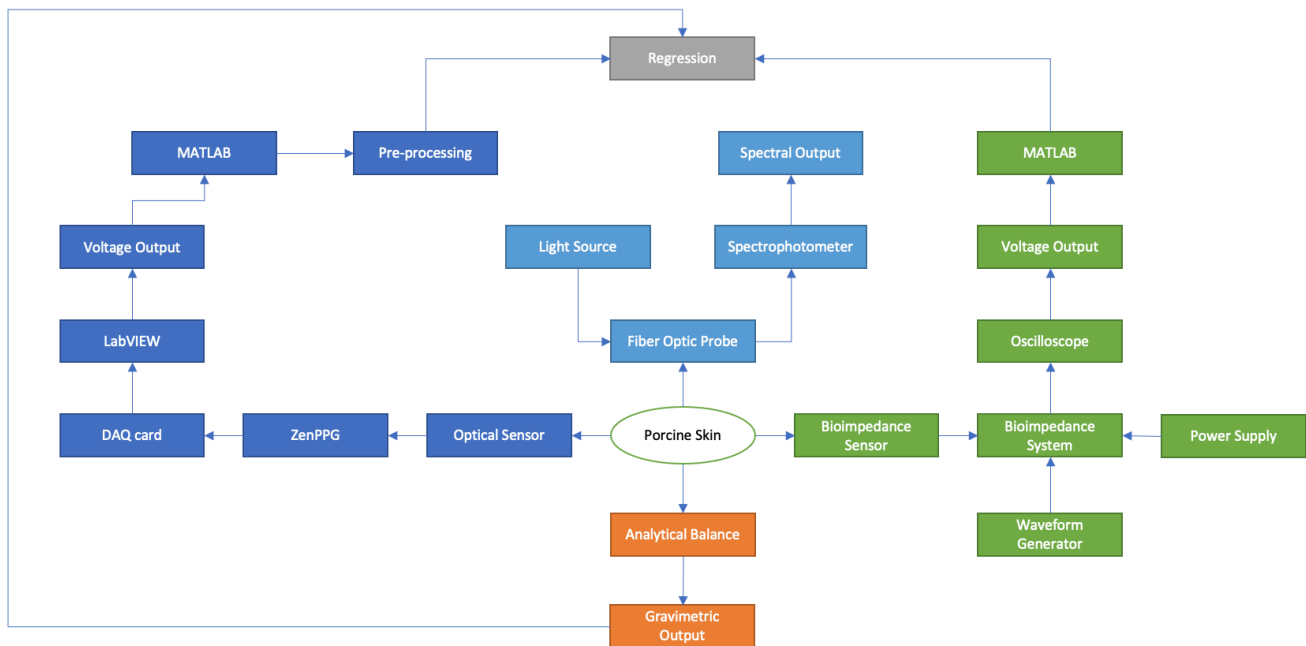 Regression
MATLAB
Pre-processing
Spectral Output
MATLAB
Voltage Output
Light Source
Spectrophotometer
Voltage Output
LabVIEW
Fiber Optic Probe
Oscilloscope
DAQ card
ZenPPG
Optical Sensor
Porcine Skin
Bioimpedance
Sensor
Bioimpedance
System
Power Supply
Analytical Balance
Waveform
Generator
Gravimetric
Output